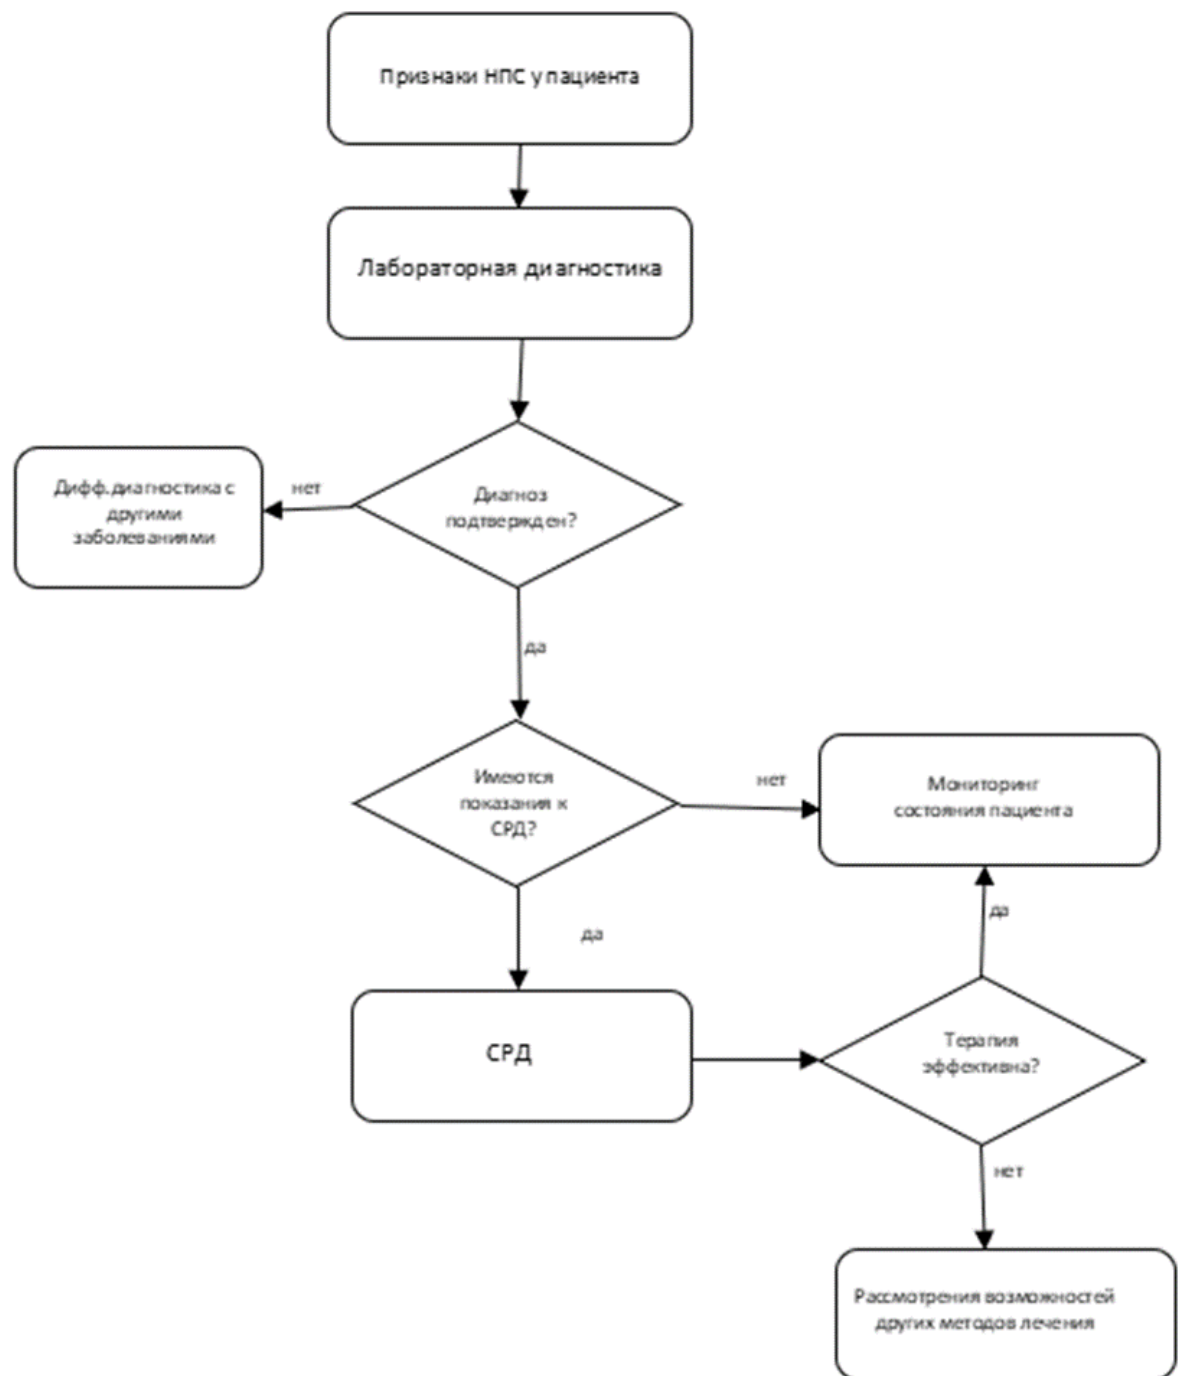 Признаки НПС у пациента
Лабораторная диагностика
Диагноз
подтвержден?
нет
Дифф.диагностика с
другими
заболеваниями
да
Имеются
показания к
СРД?
нет
Мониторинг
состояния пациента
да
СРД
Терапия
эффективна?
да
нет
Рассмотрения возможностей
других методов лечения